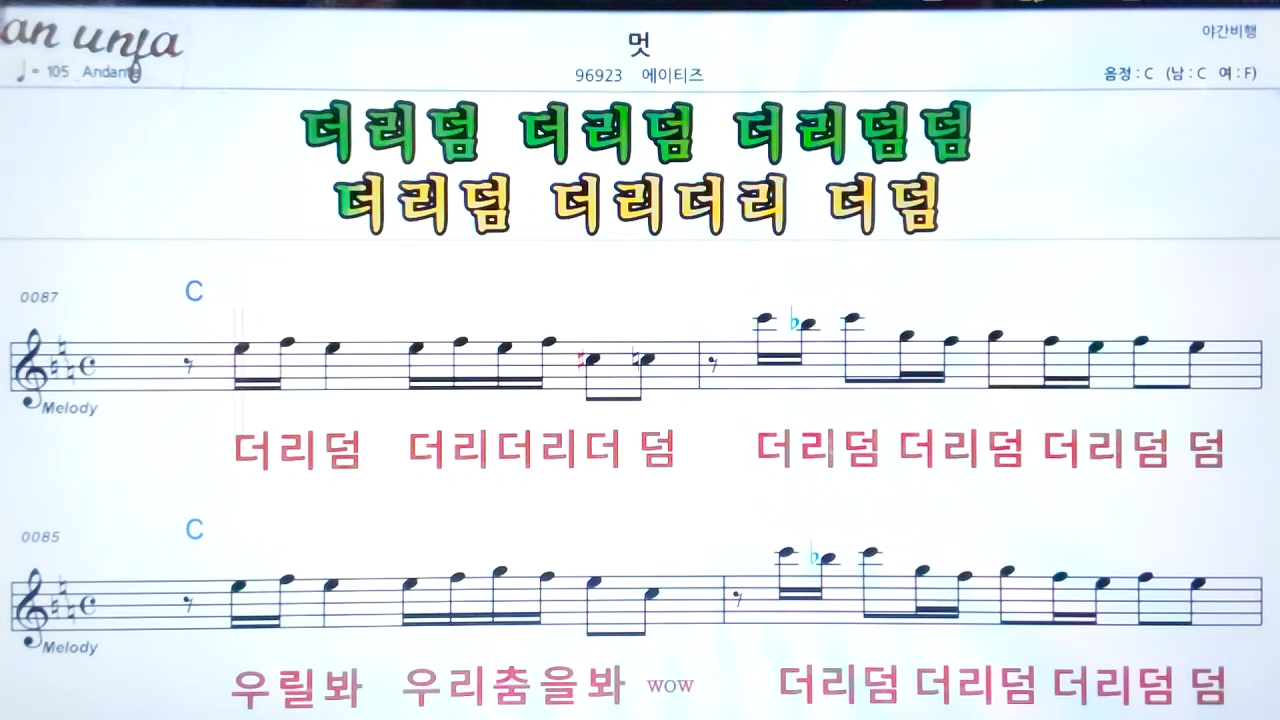 an unja
멋
야간비행
♩= 105 Andante
96923 에이티즈
음정 : C (남 : C 여 : F)
더리덤 더리덤 더리덤덤
더리덤 더리더리 더덤
0087
C
Melody
더리덤 더리더리더 덤 더리덤 더리덤 더리덤 덤
0085
C
Melody
우릴봐 우리춤을봐 wow 더리덤 더리덤 더리덤 덤